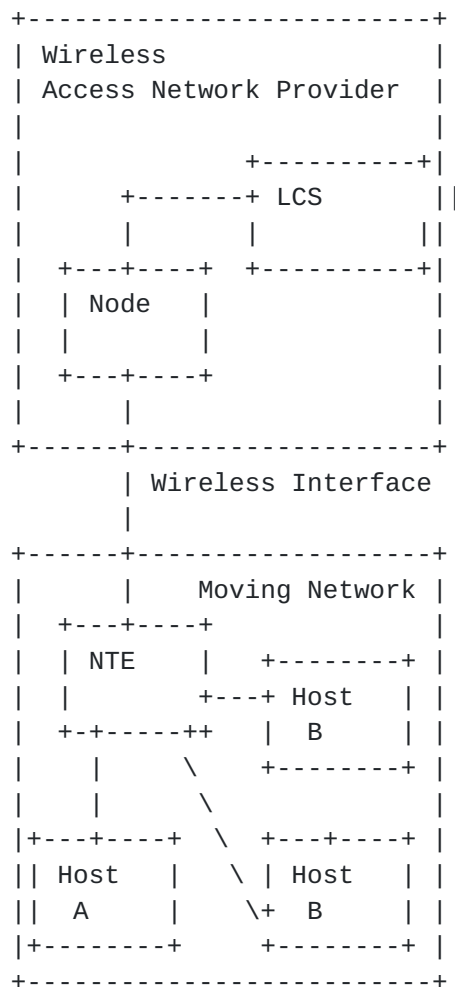 Wireless
Access Network Provider
LCS
Node
Wireless Interface
Moving Network
NTE
Host
B
Host
A
Host
B